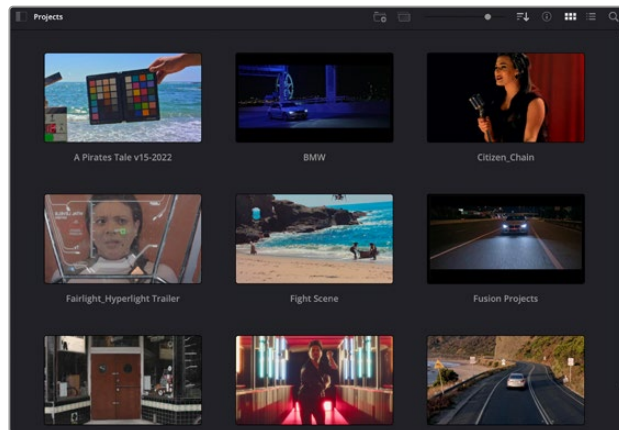 Projects
A Pirates Tale v15-2022
BMW
Citizen_Chain
Fairlight_Hyperlight Trailer
Fight Scene
Fusion Projects